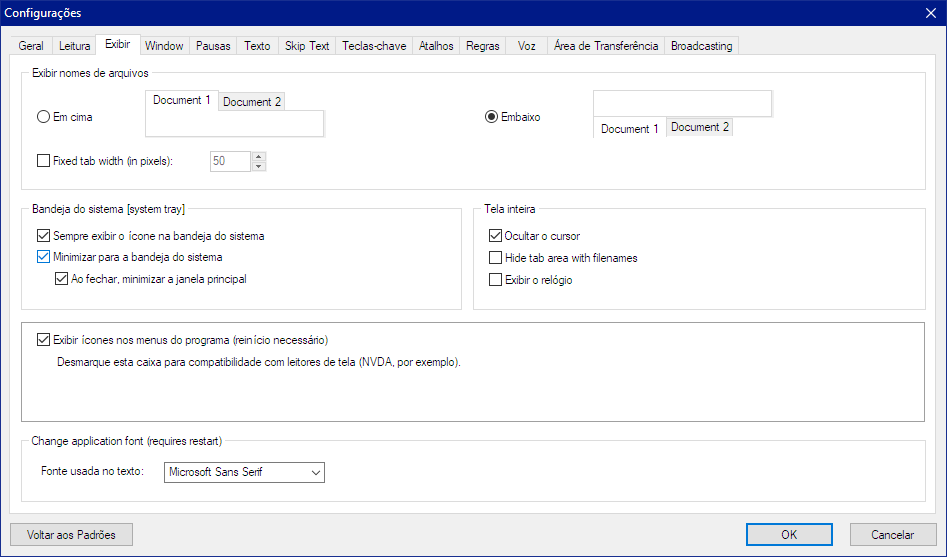 Configurações
Geral Leitura Exibir Window Pausas Texto Skip Text Teclas-chave Atalhos Regras Voz Área de Transferência Broadcasting
Exibir nomes de arquivos
Em cima
Document 1 Document 2
Embaixo
Document 1 Document 2
Fixed tab width (in pixels): 50
Bandeja do sistema [system tray]
Sempre exibir o ícone na bandeja do sistema
Minimizar para a bandeja do sistema
Ao fechar, minimizar a janela principal
Tela inteira
Ocultar o cursor
Hide tab area with filenames
Exibir o relógio
Exibir ícones nos menus do programa (reinício necessário)
Desmarque esta caixa para compatibilidade com leitores de tela (NVDA, por exemplo).
Change application font (requires restart)
Fonte usada no texto: Microsoft Sans Serif
Voltar aos Padrões OK Cancelar